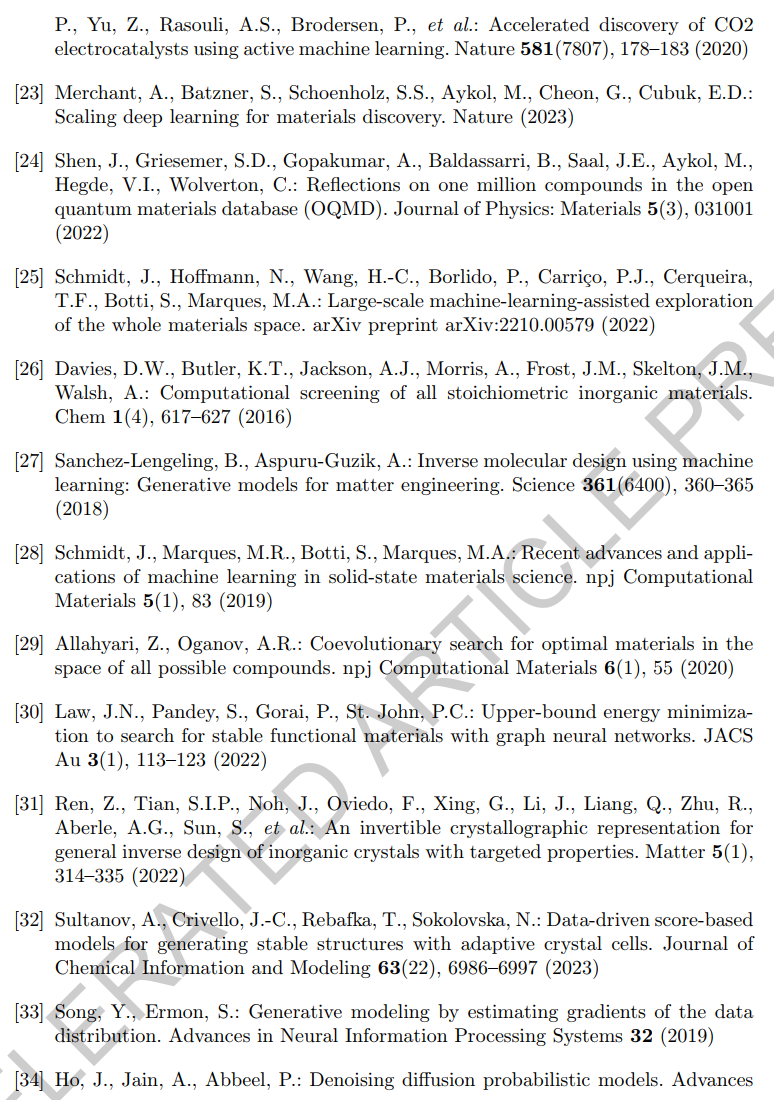 P., Yu, Z., Rasouli, A.S., Brodersen, P., et al.: Accelerated discovery of CO2
electrocatalysts using active machine learning. Nature 581(7807), 178–183 (2020)
[23] Merchant, A., Batzner, S., Schoenholz, S.S., Aykol, M., Cheon, G., Cubuk, E.D.:
Scaling deep learning for materials discovery. Nature (2023)
[24] Shen, J., Griesemer, S.D., Gopakumar, A., Baldassarri, B., Saal, J.E., Aykol, M.,
Hegde, V.I., Wolverton, C.: Reflections on one million compounds in the open
quantum materials database (OQMD). Journal of Physics: Materials 5(3), 031001
(2022)
[25] Schmidt, J., Hoffmann, N., Wang, H.-C., Borlido, P., Carriço, P.J., Cerqueira,
T.F., Botti, S., Marques, M.A.: Large-scale machine-learning-assisted exploration
of the whole materials space. arXiv preprint arXiv:2210.00579 (2022)
[26] Davies, D.W., Butler, K.T., Jackson, A.J., Morris, A., Frost, J.M., Skelton, J.M.,
Walsh, A.: Computational screening of all stoichiometric inorganic materials.
Chem 1(4), 617–627 (2016)
[27] Sanchez-Lengeling, B., Aspuru-Guzik, A.: Inverse molecular design using machine
learning: Generative models for matter engineering. Science 361(6400), 360–365
(2018)
[28] Schmidt, J., Marques, M.R., Botti, S., Marques, M.A.: Recent advances and appli-
cations of machine learning in solid-state materials science. npj Computational
Materials 5(1), 83 (2019)
[29] Allahyari, Z., Oganov, A.R.: Coevolutionary search for optimal materials in the
space of all possible compounds. npj Computational Materials 6(1), 55 (2020)
[30] Law, J.N., Pandey, S., Gorai, P., St. John, P.C.: Upper-bound energy minimiza-
tion to search for stable functional materials with graph neural networks. JACS
Au 3(1), 113–123 (2022)
[31] Ren, Z., Tian, S.I.P., Noh, J., Oviedo, F., Xing, G., Li, J., Liang, Q., Zhu, R.,
Aberle, A.G., Sun, S., et al.: An invertible crystallographic representation for
general inverse design of inorganic crystals with targeted properties. Matter 5(1),
314–335 (2022)
[32] Sultanov, A., Crivello, J.-C., Rebafka, T., Sokolovska, N.: Data-driven score-based
models for generating stable structures with adaptive crystal cells. Journal of
Chemical Information and Modeling 63(22), 6986–6997 (2023)
[33] Song, Y., Ermon, S.: Generative modeling by estimating gradients of the data
distribution. Advances in Neural Information Processing Systems 32 (2019)
[34] Ho, J., Jain, A., Abbeel, P.: Denoising diffusion probabilistic models. Advances
ELERATED ARTICLE PRE